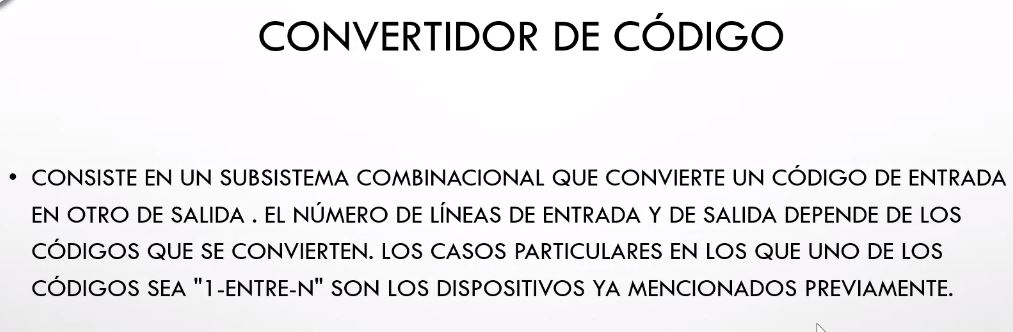 CONVERTIDOR DE CÓDIGO
• CONSISTE EN UN SUBSISTEMA COMBINACIONAL QUE CONVIERTE UN CÓDIGO DE ENTRADA
EN OTRO DE SALIDA . EL NÚMERO DE LÍNEAS DE ENTRADA Y DE SALIDA DEPENDE DE LOS
CÓDIGOS QUE SE CONVIERTEN. LOS CASOS PARTICULARES EN LOS QUE UNO DE LOS
CÓDIGOS SEA "1-ENTRE-N" SON LOS DISPOSITIVOS YA MENCIONADOS PREVIAMENTE.